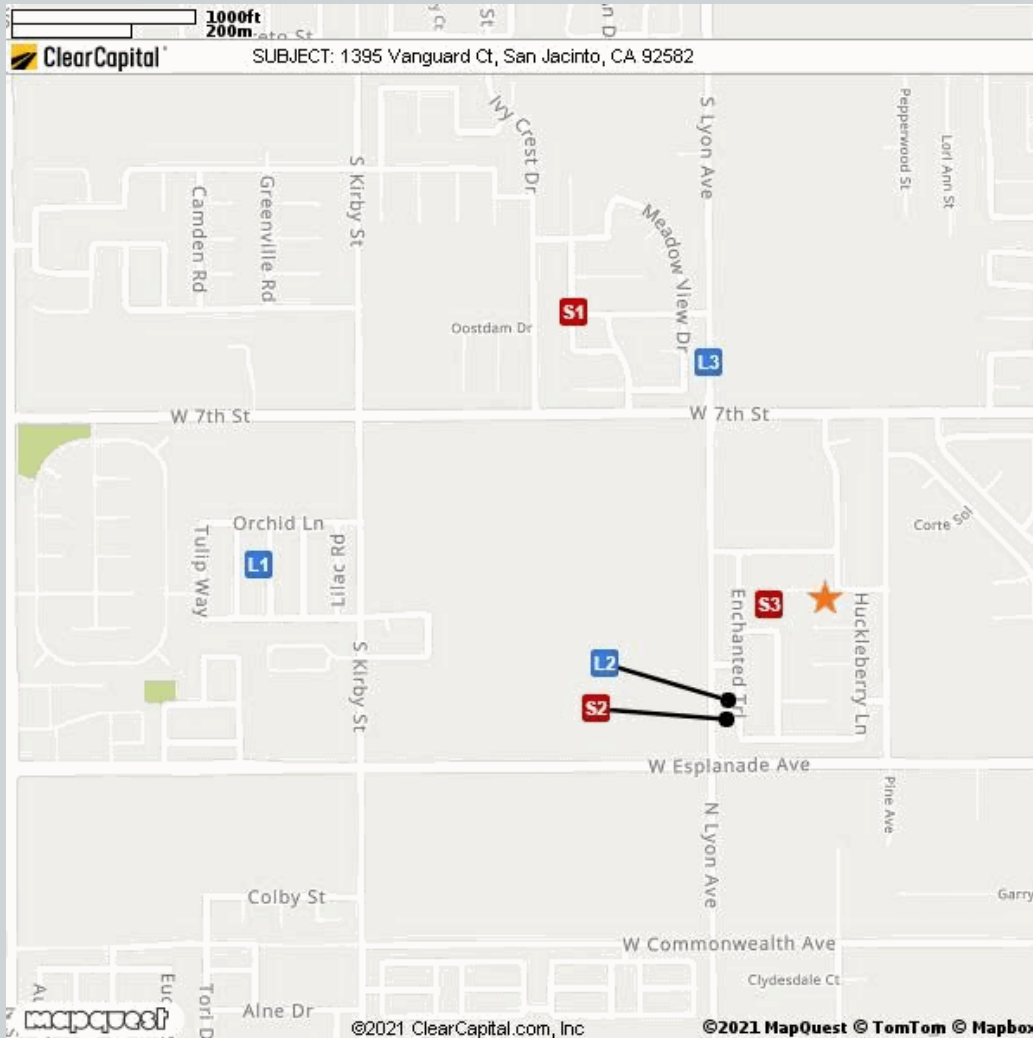 1000ft
200m
St
ClearCapital
SUBJECT: 1395 Vanguard Ct, San Jacinto, CA 92582
Ivy Crest Dr
S Lyon Ave
Pepperwood St
Lorl Ann St
S Kirby St
Camden Rd
Greenville Rd
Meadow View Dr
S1
Oostdam Dr
L3
W 7th St
W 7th St
Orchid Ln
Corte Sol
Tulip Way
L1
Lilac Rd
Enchanted Trl
S3
Huckleberry Ln
S Kirby St
L2
S2
W Esplanade Ave
Pine Ave
N Lyon Ave
Colby St
Garry
W Commonwealth Ave
Clydesdale Ct
Tori D
Alne Dr
mapquest
©2021 ClearCapital.com, Inc
©2021 MapQuest © TomTom © Mapbox